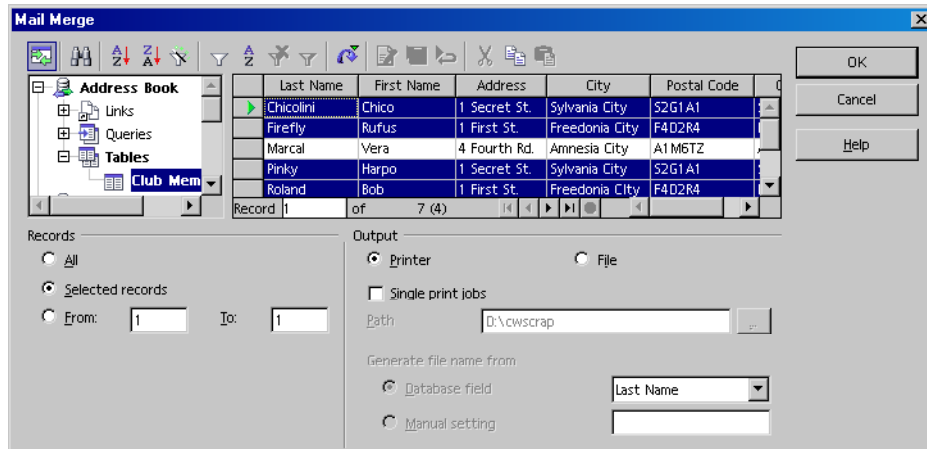 Mail Merge
Address Book
Links
Queries
Tables
Club Mem
Last Name First Name Address City Postal Code
Chicolini Chico 1 Secret St. Sylvania City S2G1A1
Firefly Rufus 1 First St. Freedonia City F4D2R4
Marcal Vera 4 Fourth Rd. Amnesia City A1M6TZ
Pinky Harpo 1 Secret St. Sylvania City S2G1A1
Roland Bob 1 First St. Freedonia CIty F4D2R4
Record 1 of 7 (4)
OK
Cancel
Help
Records
All
Selected records
From: 1 To: 1
Output
Printer File
Single print jobs
Path D:\cwscrap ...
Generate file name from
Database field Last Name
Manual setting